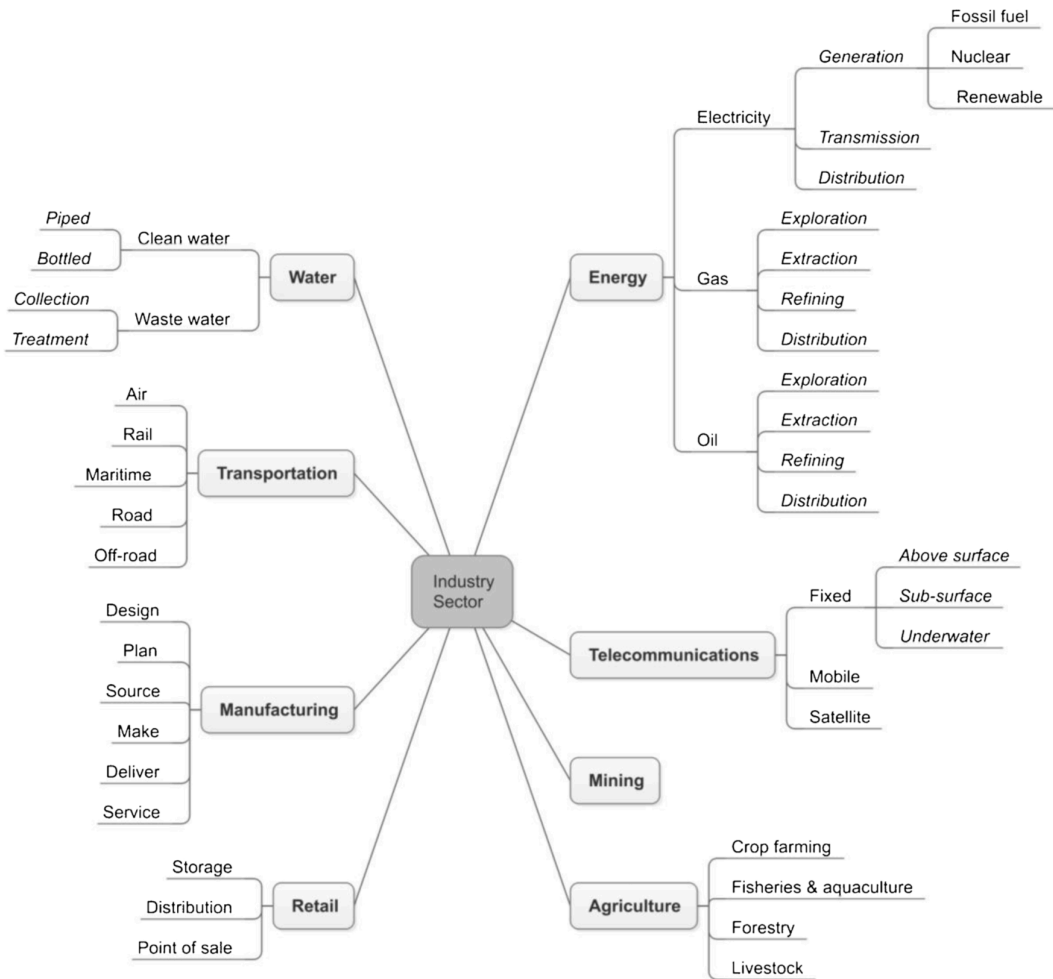 Industry
Sector
Water
Clean water
Piped
Bottled
Waste water
Collection
Treatment
Transportation
Air
Rail
Maritime
Road
Off-road
Manufacturing
Design
Plan
Source
Make
Deliver
Service
Retail
Storage
Distribution
Point of sale
Energy
Electricity
Generation
Fossil fuel
Nuclear
Renewable
Transmission
Distribution
Gas
Exploration
Extraction
Refining
Distribution
Oil
Exploration
Extraction
Refining
Distribution
Telecommunications
Fixed
Above surface
Sub-surface
Underwater
Mobile
Satellite
Mining
Agriculture
Crop farming
Fisheries & aquaculture
Forestry
Livestock